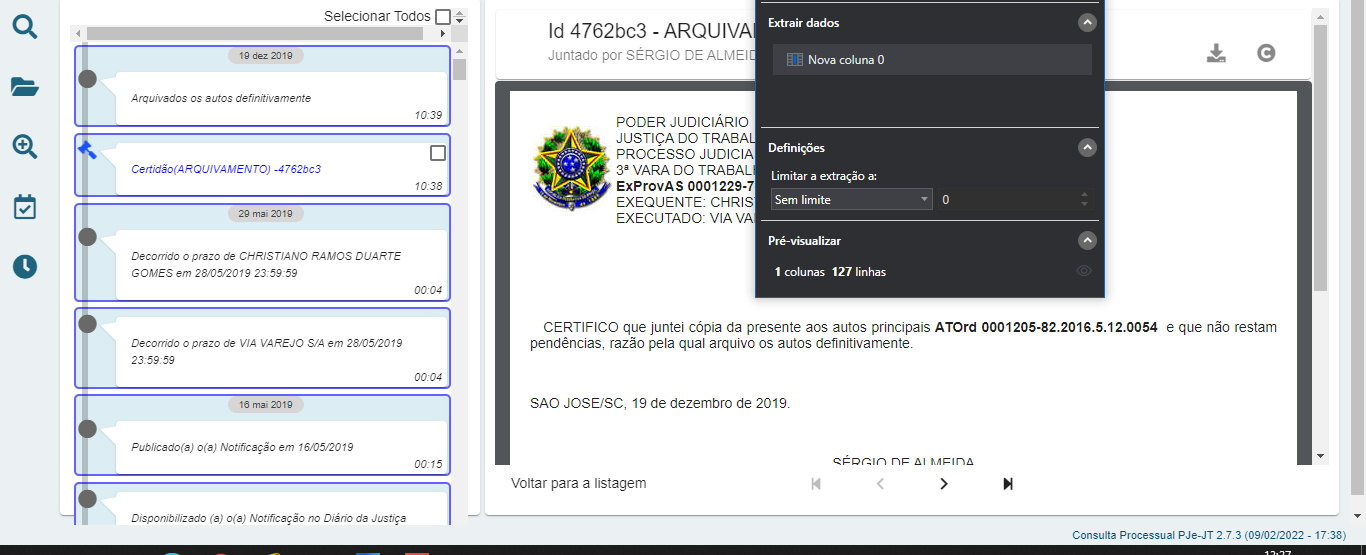 Selecionar Todos
19 dez 2019
Arquivados os autos definitivamente
10:39
Certidão(ARQUIVAMENTO) -4762bc3
10:38
29 mai 2019
Decorrido o prazo de CHRISTIANO RAMOS DUARTE
GOMES em 28/05/2019 23:59:59
00:04
Decorrido o prazo de VIA VAREJO S/A em 28/05/2019
23:59:59
00:04
16 mai 2019
Publicado(a) o(a) Notificação em 16/05/2019
00:15
Disponibilizado (a) o(a) Notificação no Diário da Justiça
Id 4762bc3 - ARQUIVA
Juntado por SÉRGIO DE ALMEID
PODER JUDICIÁRIO
JUSTIÇA DO TRABAL
PROCESSO JUDICIA
3ª VARA DO TRABALH
ExProvAS 0001229-7
EXEQUENTE: CHRIST
EXECUTADO: VIA VAR
Extrair dados
Nova coluna 0
Definições
Limitar a extração a:
Sem limite 0
Pré-visualizar
1 colunas 127 linhas
CERTIFICO que juntei cópia da presente aos autos principais ATOrd 0001205-82.2016.5.12.0054 e que não restam
pendências, razão pela qual arquivo os autos definitivamente.
SAO JOSE/SC, 19 de dezembro de 2019.
SÉRGIO DE ALMEIDA
Voltar para a listagem
Consulta Processual PJe-JT 2.7.3 (09/02/2022 - 17:38)